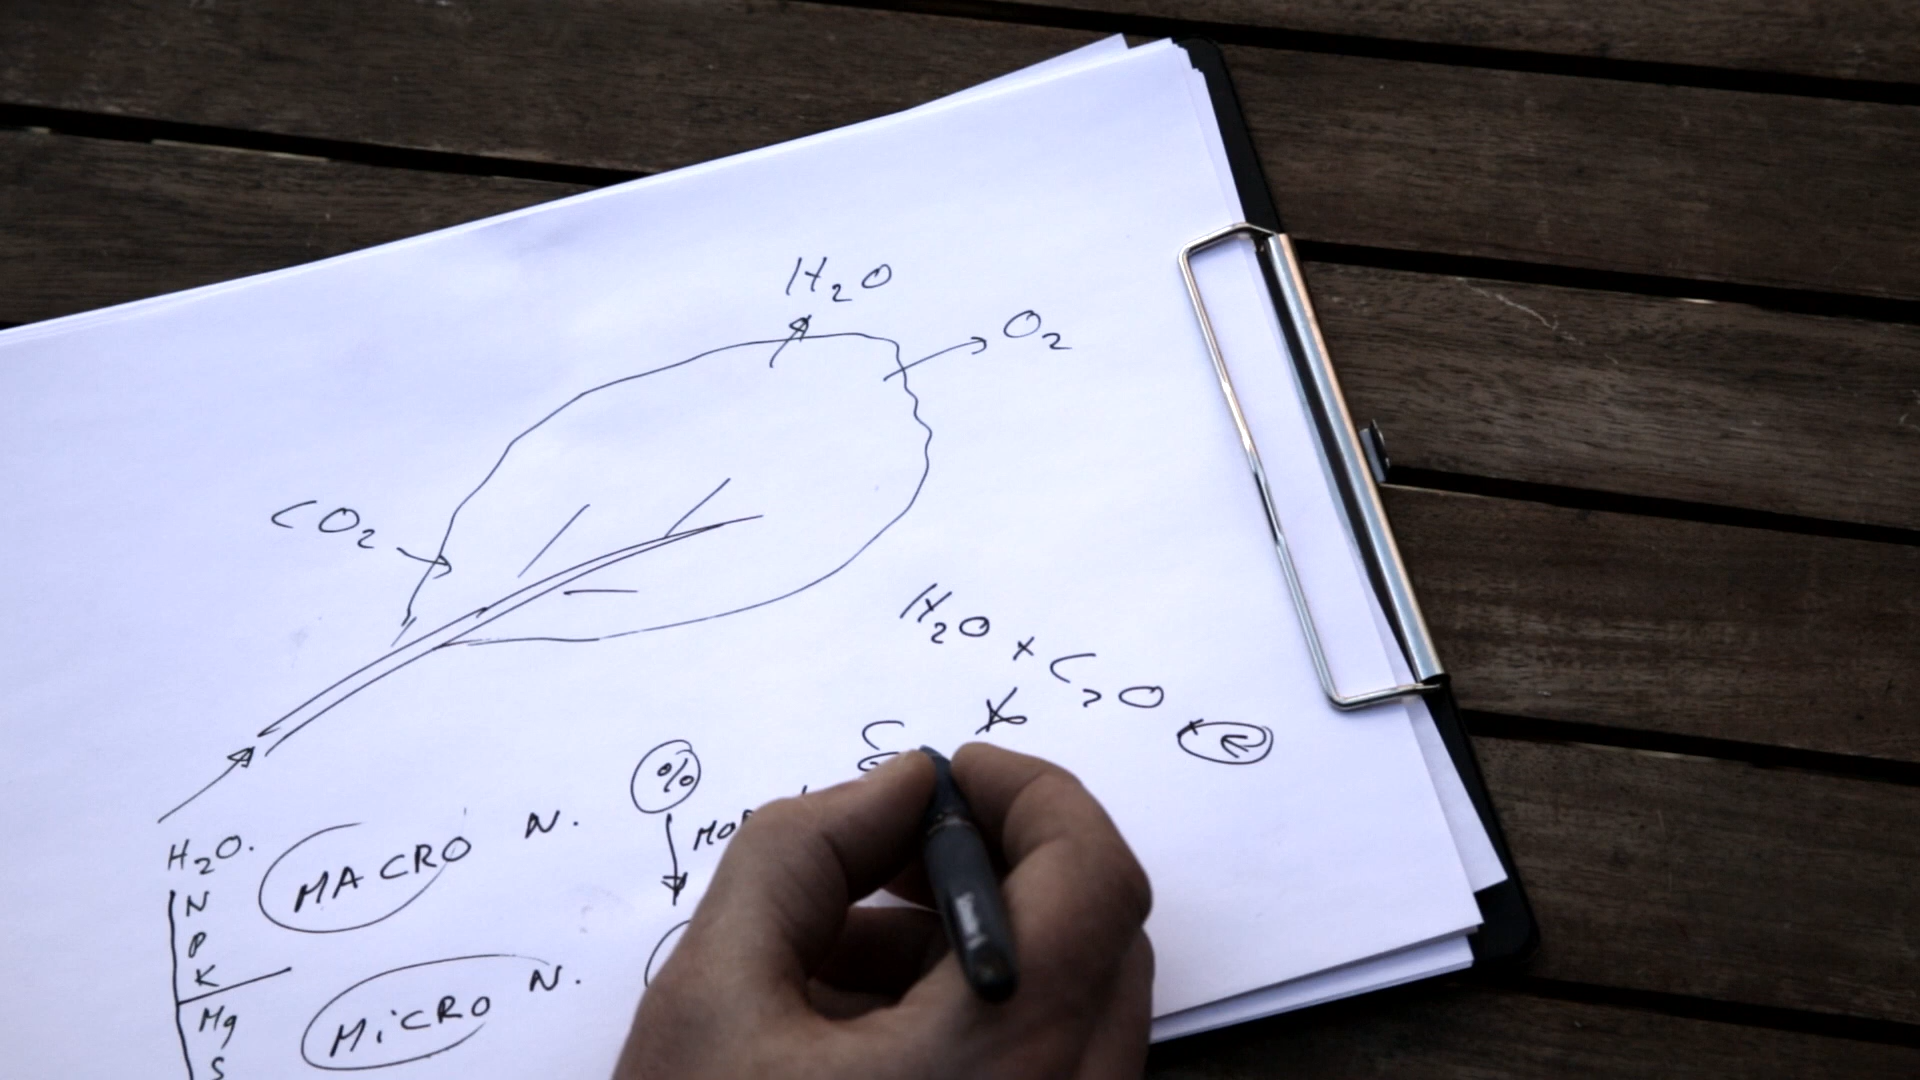 H2O
O2
CO2
H2O + C2O
%
H2O.
MACRO N.
N
P
K
MiCRO N.
Mg
S